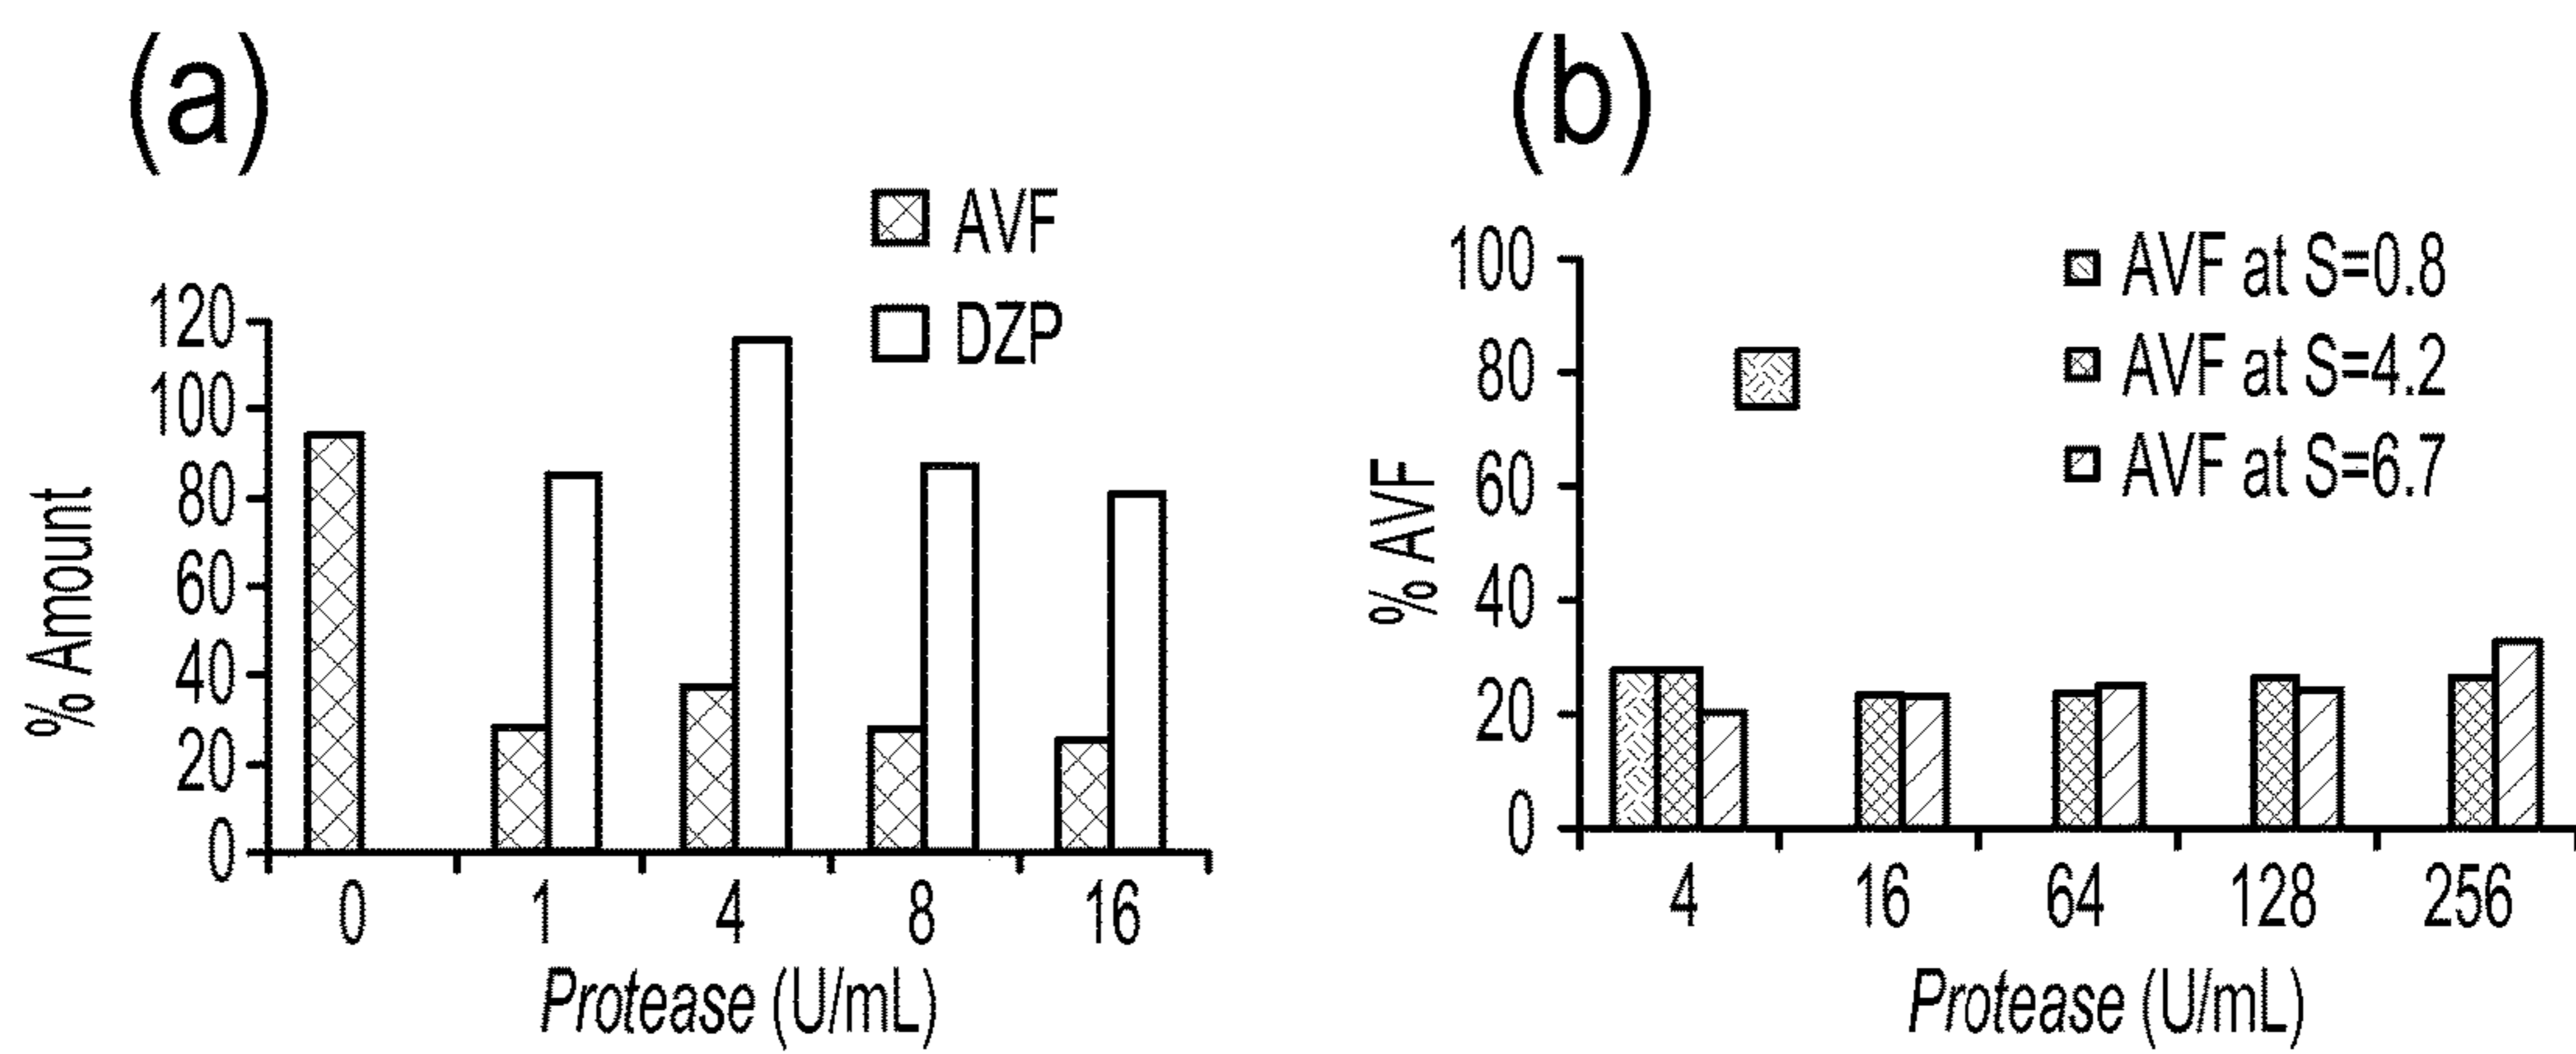 (a)
AVF
DZP
120
100
80
60
40
20
0
% Amount
0 1 4 8 16
Protease (U/mL)
(b)
AVF at S=0.8
AVF at S=4.2
AVF at S=6.7
100
80
60
40
20
0
% AVF
4 16 64 128 256
Protease (U/mL)